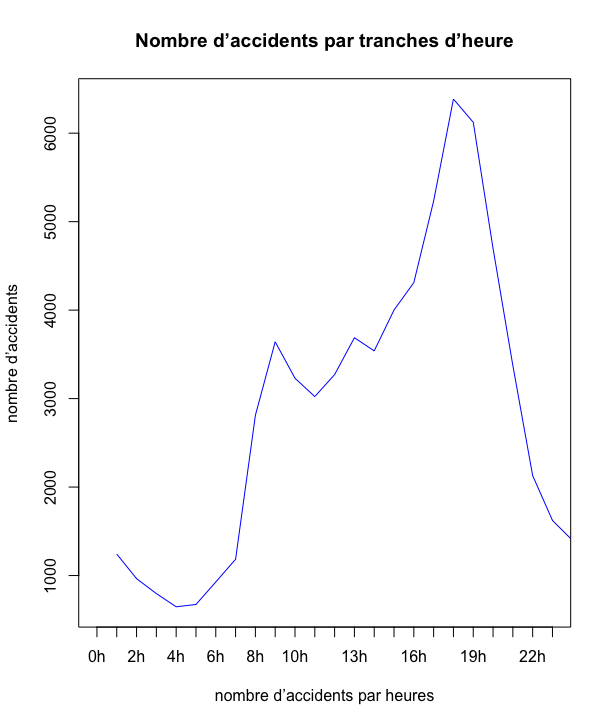 Nombre d’accidents par tranches d’heure
nombre d’accidents
6000
5000
4000
3000
2000
1000
0h 2h 4h 6h 8h 10h 13h 16h 19h 22h
nombre d’accidents par heures